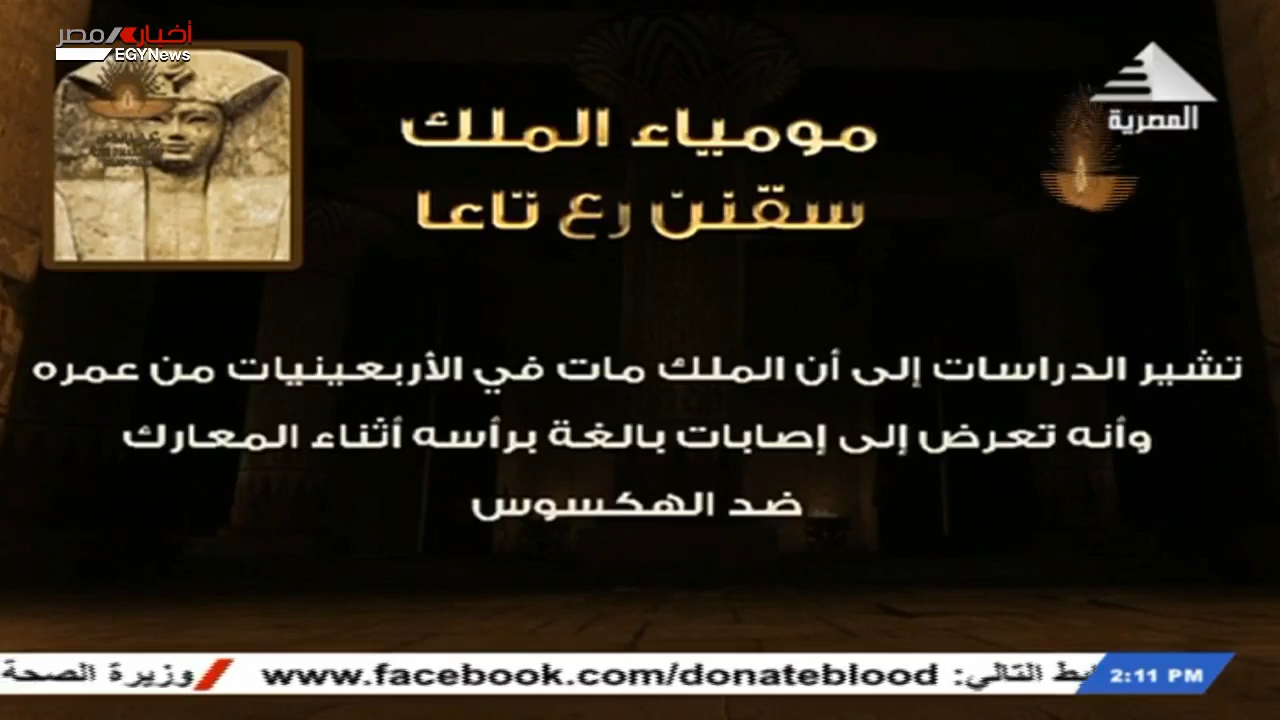 أخبار مصر
EGYNews
المصرية
مومياء الملك
سقنن رع تاعا
تشير الدراسات إلى أن الملك مات في الأربعينيات من عمره
وأنه تعرض إلى إصابات بالغة برأسه أثناء المعارك
ضد الهكسوس
2:11 PM
التالي: www.facebook.com/donateblood وزيرة الصحة